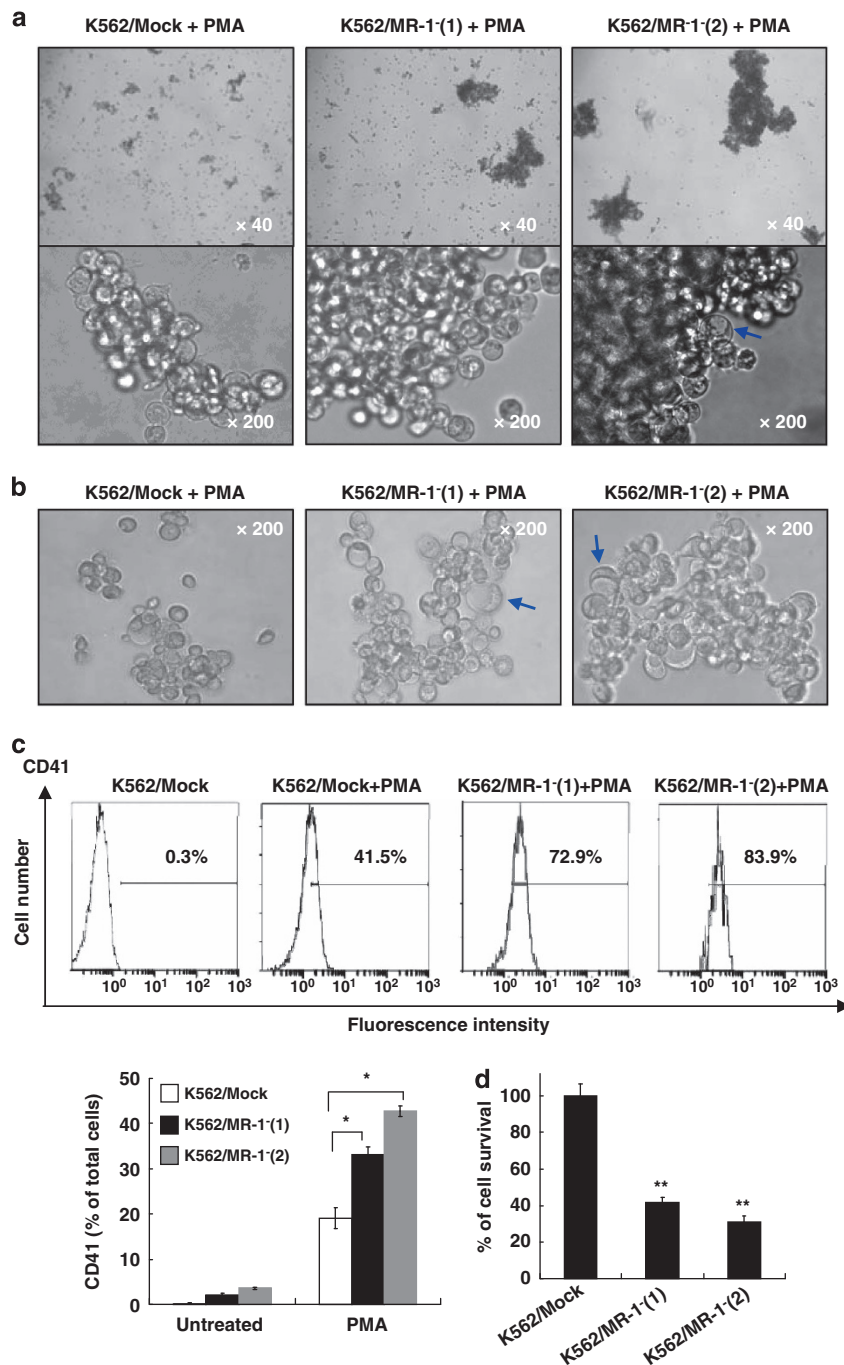 a
K562/Mock + PMA K562/MR-1⁻(1) + PMA K562/MR⁻1⁻(2) + PMA
× 40 × 40 × 40
× 200 × 200 × 200
b
K562/Mock + PMA K562/MR-1⁻(1) + PMA K562/MR-1⁻(2) + PMA
× 200 × 200 × 200
c
CD41
K562/Mock K562/Mock+PMA K562/MR-1⁻(1)+PMA K562/MR-1⁻(2)+PMA
Cell number
0.3% 41.5% 72.9% 83.9%
10⁰ 10¹ 10² 10³ 10⁰ 10¹ 10² 10³ 10⁰ 10¹ 10² 10³ 10⁰ 10¹ 10² 10³
Fluorescence intensity
CD41 (% of total cells)
50
40
30
20
10
0
K562/Mock
K562/MR-1⁻(1)
K562/MR-1⁻(2)
*
*
Untreated PMA
d
% of cell survival
100
80
60
40
20
0
**
**
K562/Mock
K562/MR-1⁻(1)
K562/MR-1⁻(2)